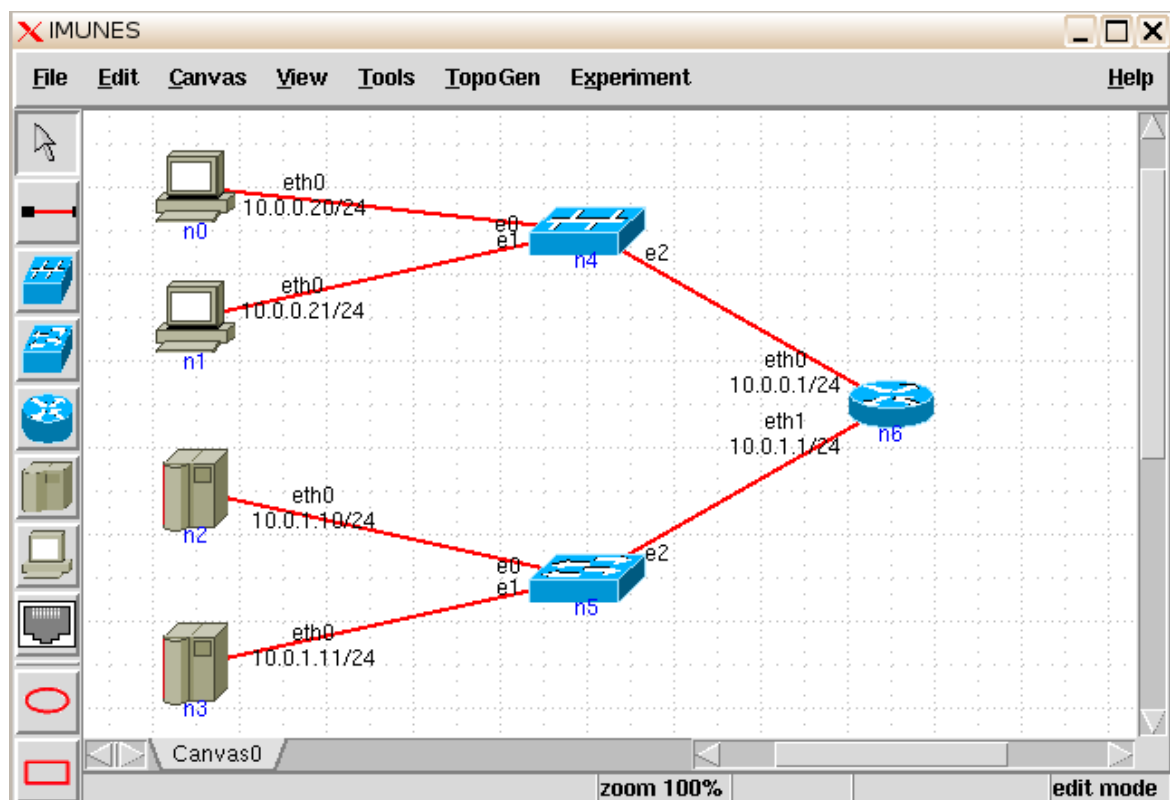 IMUNES
File Edit Canvas View Tools TopoGen Experiment Help
eth0
10.0.0.20/24
n0
e0
e1
n4
e2
eth0
10.0.0.21/24
n1
eth0
10.0.0.1/24
n6
eth1
10.0.1.1/24
n2
eth0
10.0.1.10/24
e0
e1
n5
e2
eth0
10.0.1.11/24
n3
Canvas0
zoom 100% edit mode